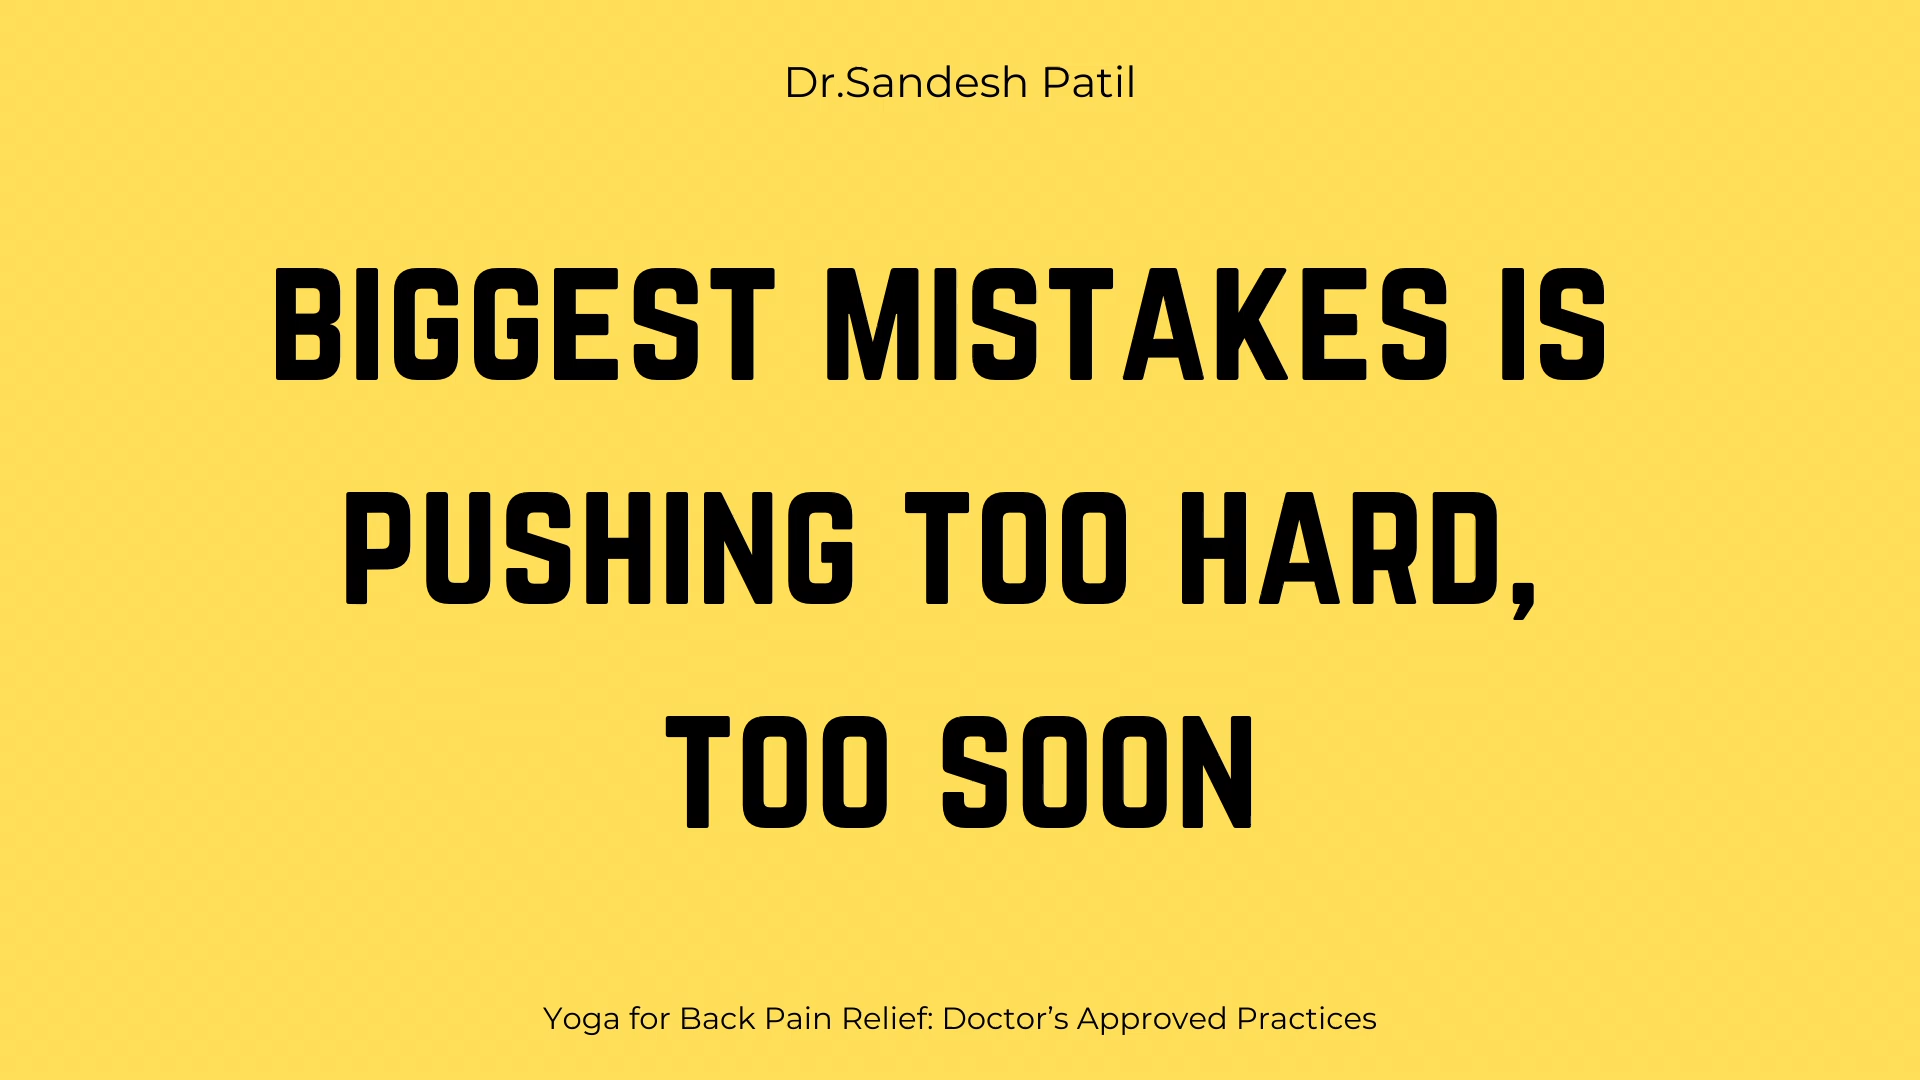 Dr.Sandesh Patil
BIGGEST MISTAKES IS
PUSHING TOO HARD,
TOO SOON
Yoga for Back Pain Relief: Doctor’s Approved Practices